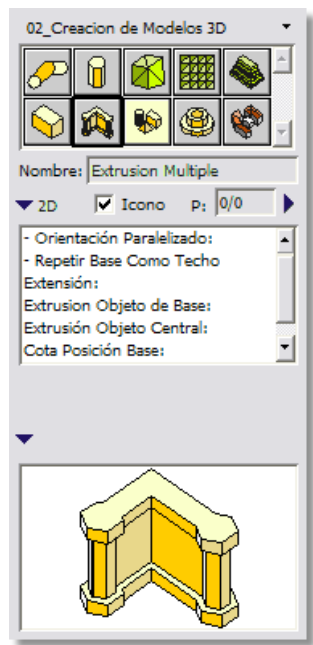 02_Creacion de Modelos 3D
Nombre: Extrusion Multiple
2D Icono P: 0/0
- Orientación Paralelizado:
- Repetir Base Como Techo
Extensión:
Extrusion Objeto de Base:
Extrusión Objeto Central:
Cota Posición Base: